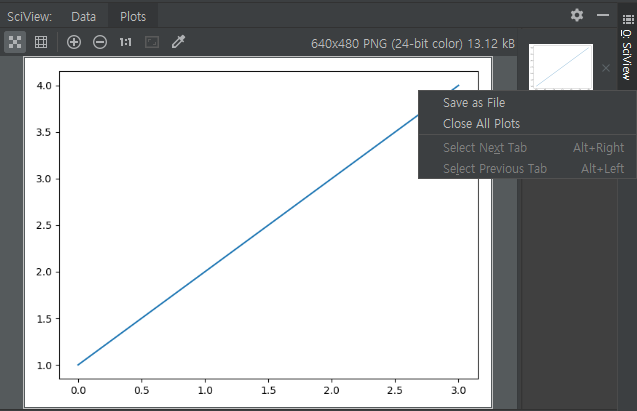 SciView: Data Plots
1:1 640x480 PNG (24-bit color) 13.12 kB
Q: SciView
Save as File
Close All Plots
Select Next Tab Alt+Right
Select Previous Tab Alt+Left
4.0
3.5
3.0
2.5
2.0
1.5
1.0
0.0 0.5 1.0 1.5 2.0 2.5 3.0